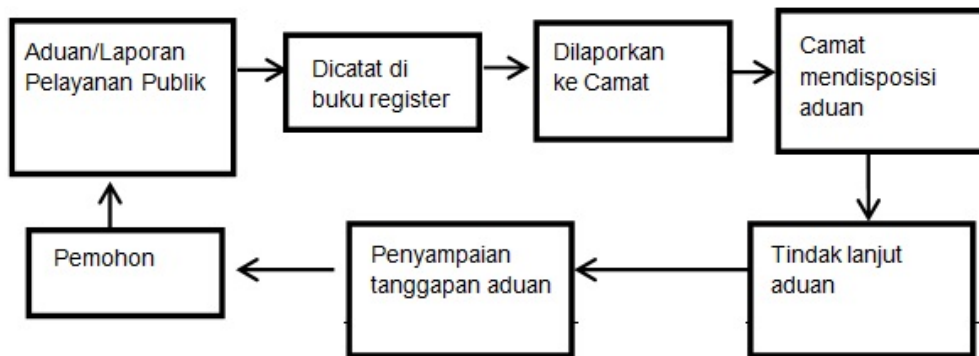 Aduan/Laporan
Pelayanan Publik
Dicatat di
buku register
Dilaporkan
ke Camat
Camat
mendisposisi
aduan
Tindak lanjut
aduan
Penyampaian
tanggapan aduan
Pemohon